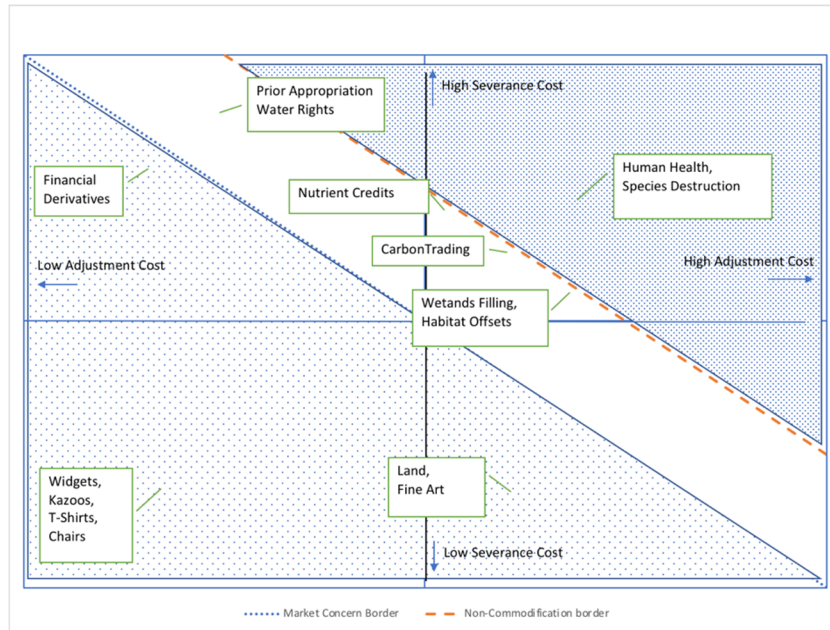 High Severance Cost
Prior Appropriation
Water Rights
Human Health,
Species Destruction
Financial
Derivatives
Nutrient Credits
CarbonTrading
Low Adjustment Cost
High Adjustment Cost
Wetands Filling,
Habitat Offsets
Land,
Fine Art
Widgets,
Kazoos,
T-Shirts,
Chairs
Low Severance Cost
Market Concern Border
Non-Commodification border